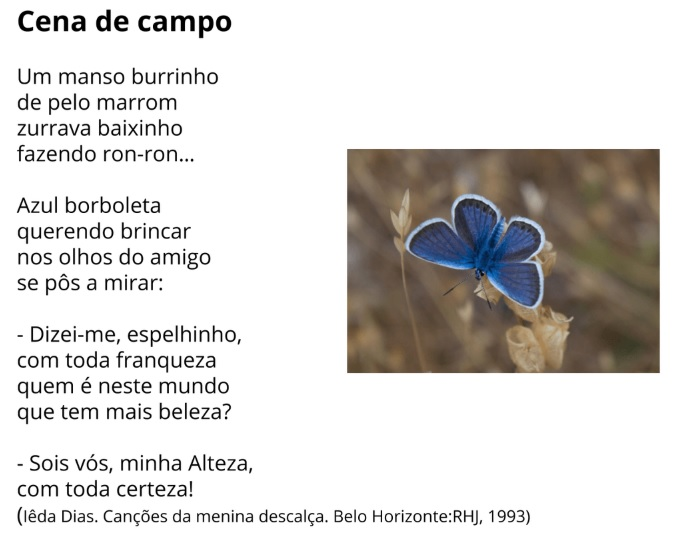 Cena de campo
Um manso burrinho
de pelo marrom
zurrava baixinho
fazendo ron-ron...
Azul borboleta
querendo brincar
nos olhos do amigo
se pôs a mirar:
- Dizei-me, espelhinho,
com toda franqueza
quem é neste mundo
que tem mais beleza?
- Sois vós, minha Alteza,
com toda certeza!
(Iêda Dias. Canções da menina descalça. Belo Horizonte:RHJ, 1993)